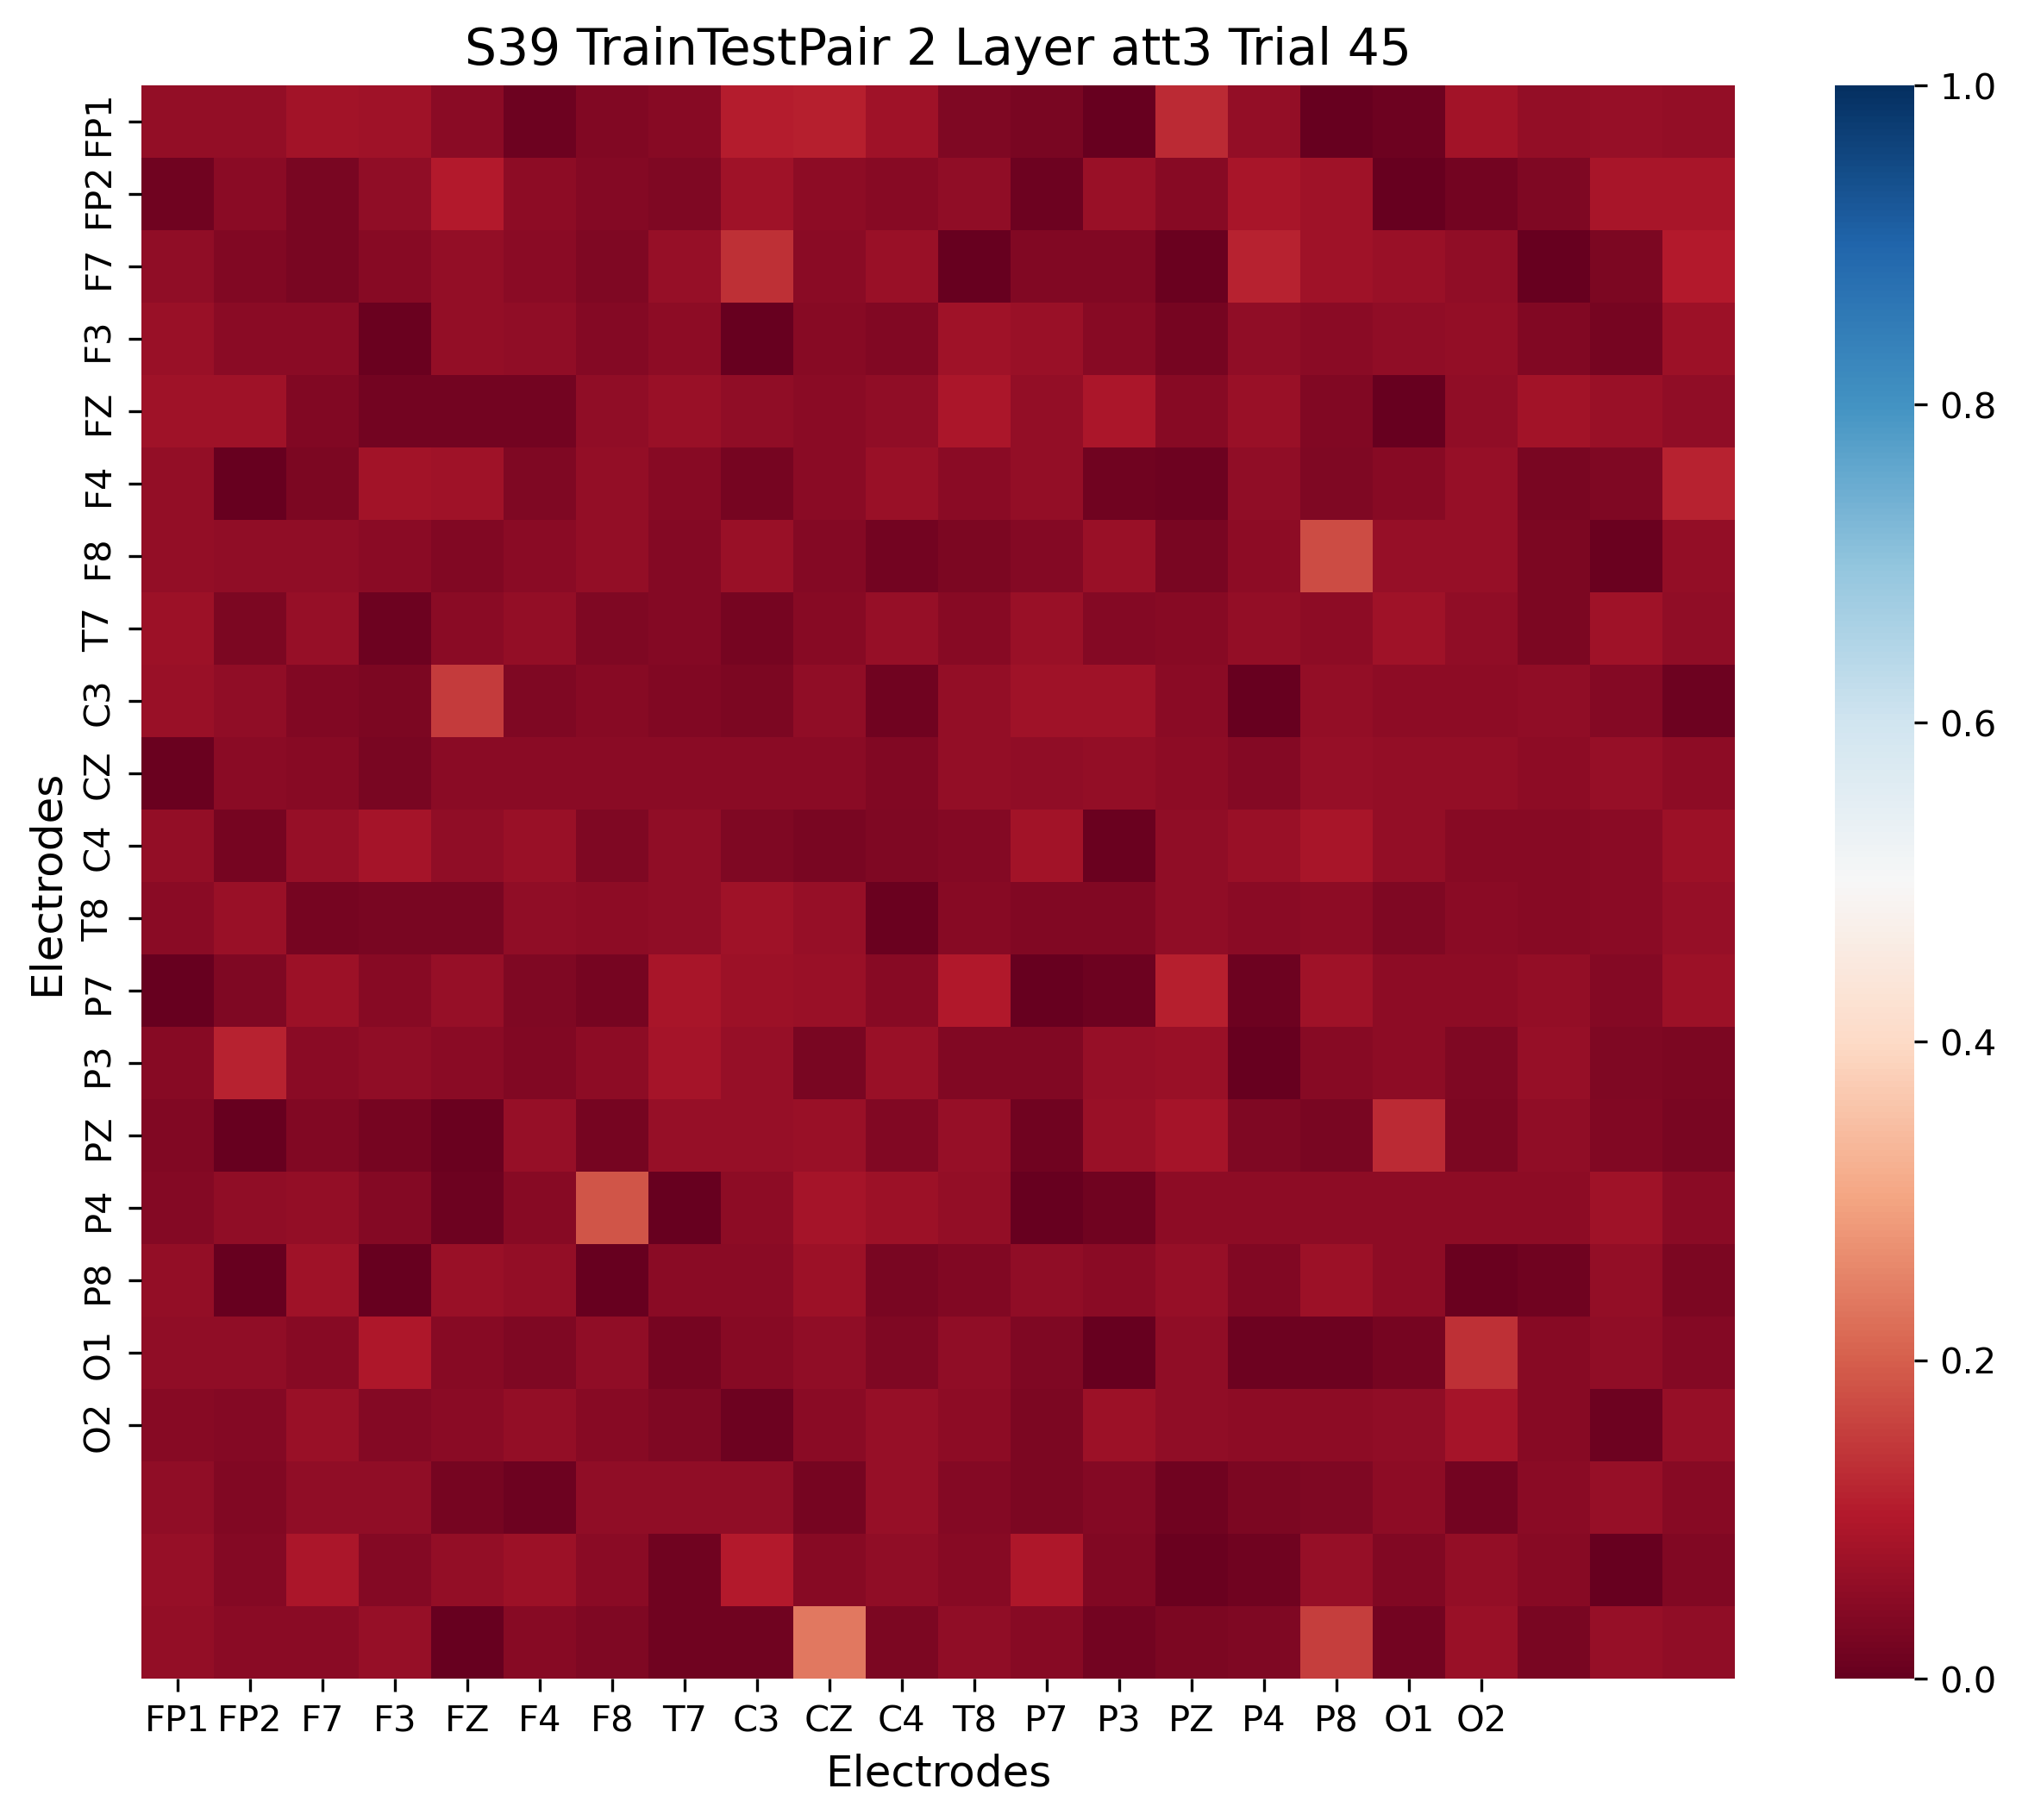 S39 TrainTestPair 2 Layer att3 Trial 45
Electrodes
FP1
FP2
F7
F3
FZ
F4
F8
T7
C3
CZ
C4
T8
P7
P3
PZ
P4
P8
O1
O2
FP1 FP2 F7 F3 FZ F4 F8 T7 C3 CZ C4 T8 P7 P3 PZ P4 P8 O1 O2
Electrodes
1.0
0.8
0.6
0.4
0.2
0.0